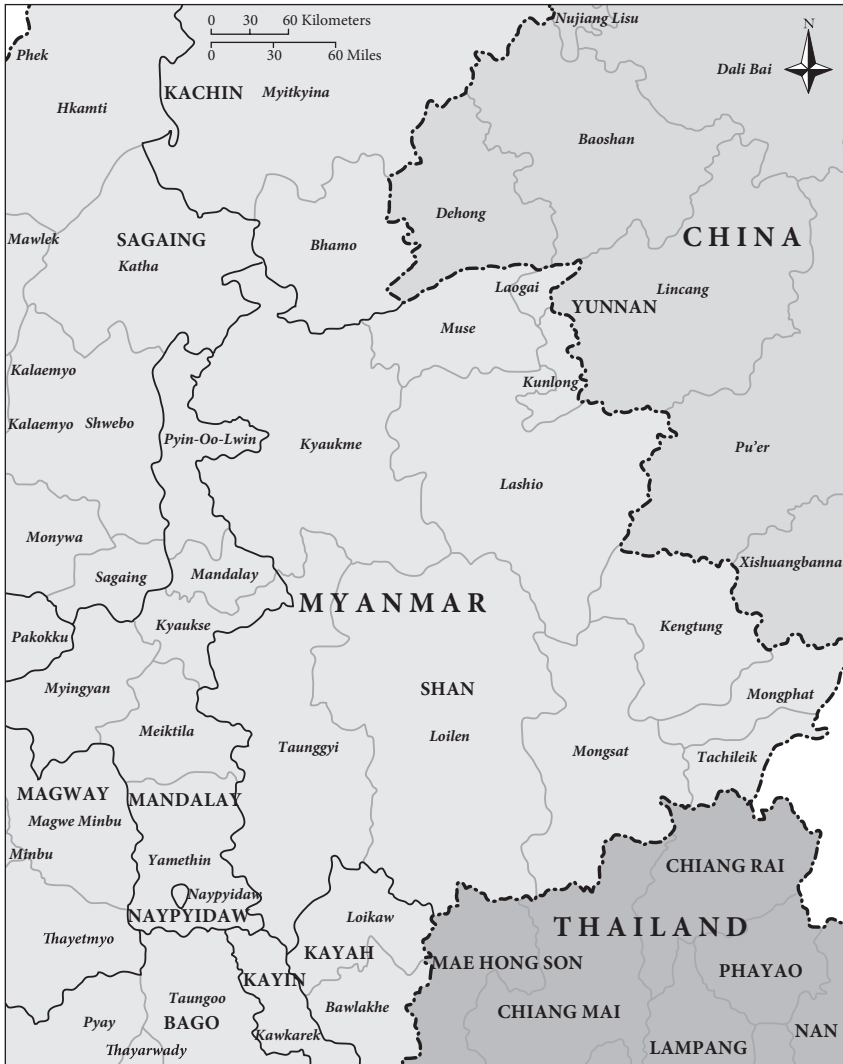 0 30 60 Kilometers
0 30 60 Miles
N
Nujiang Lisu
Phek
Dali Bai
Hkamti
KACHIN
Myitkyina
Baoshan
Dehong
Mawlek
SAGAING
Katha
Bhamo
CHINA
Laogai
YUNNAN
Lincang
Muse
Kalaemyo
Kunlong
Kalaemyo
Shwebo
Pyin-Oo-Lwin
Kyaukme
Pu'er
Lashio
Monywa
Sagaing
Mandalay
Xishuangbanna
MYANMAR
Pakokku
Kyaukse
Kengtung
Myingyan
SHAN
Mongphat
Meiktila
Taunggyi
Loilen
Mongsat
Tachileik
MAGWAY
MANDALAY
Magwe Minbu
Minbu
Yamethin
CHIANG RAI
Naypyidaw
NAYPYIDAW
Loikaw
THAILAND
Thayetmyo
KAYAH
MAE HONG SON
PHAYAO
KAYIN
Taungoo
Bawlakhe
CHIANG MAI
Pyay
BAGO
Kawkarek
NAN
Thayarwady
LAMPANG